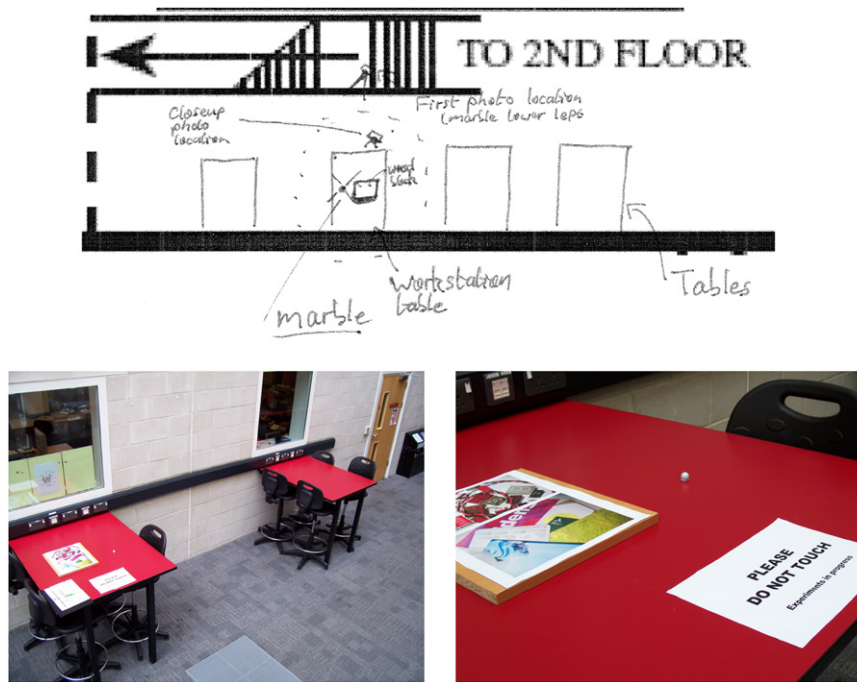 TO 2ND FLOOR
First photo location
(marble lower left
Closeup
photo
location
wood
block
marble
workstation
table
Tables
den
PLEASE
DO NOT TOUCH
Experiments in progress